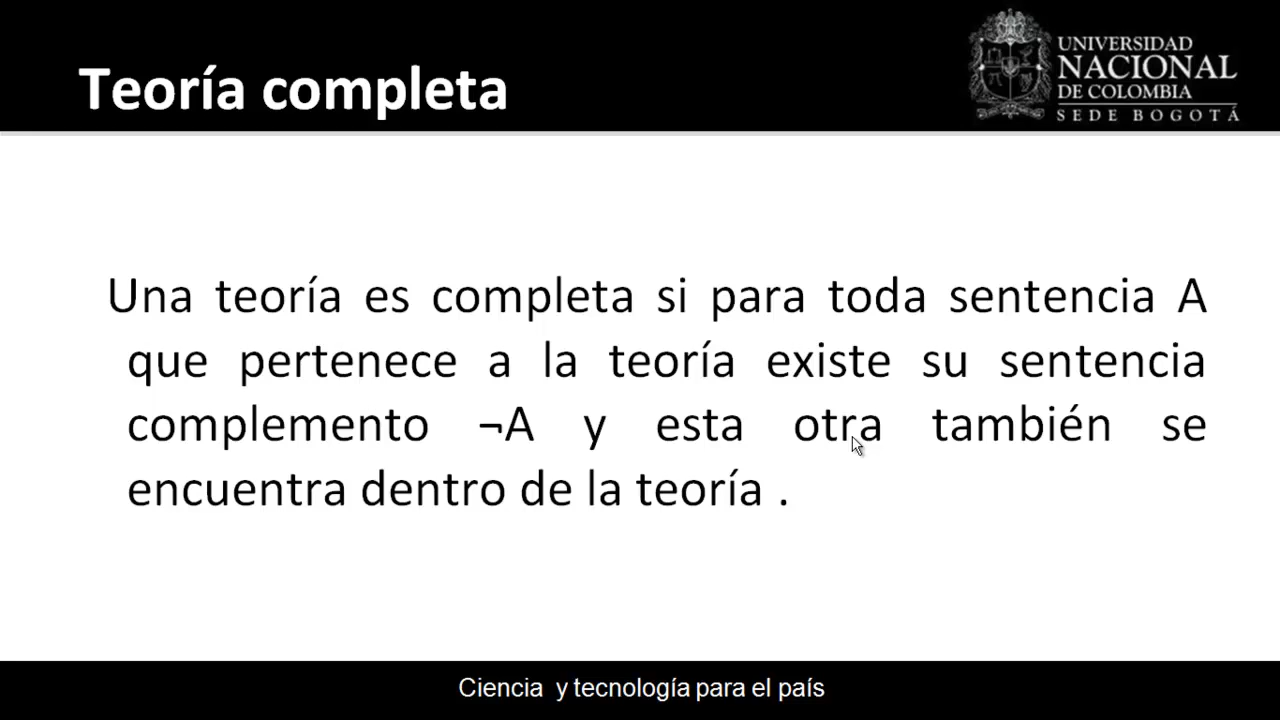 Teoría completa
UNIVERSIDAD
NACIONAL
DE COLOMBIA
SEDE BOGOTÁ
Una teoría es completa si para toda sentencia A
que pertenece a la teoría existe su sentencia
complemento ¬A y esta otra también se
encuentra dentro de la teoría .
Ciencia y tecnología para el país